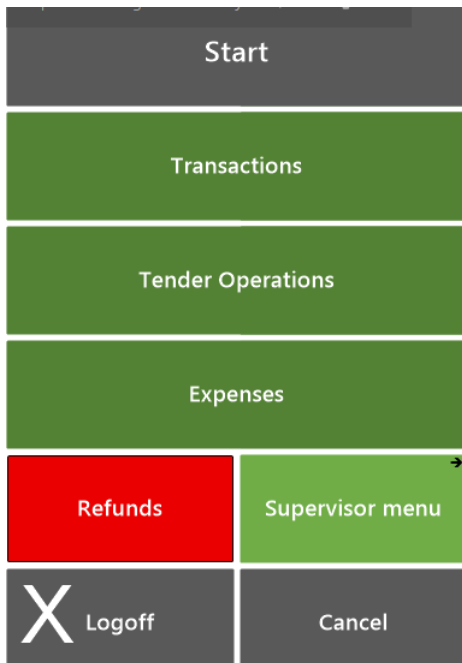 Start
Transactions
Tender Operations
Expenses
Refunds
Supervisor menu
X Logoff
Cancel